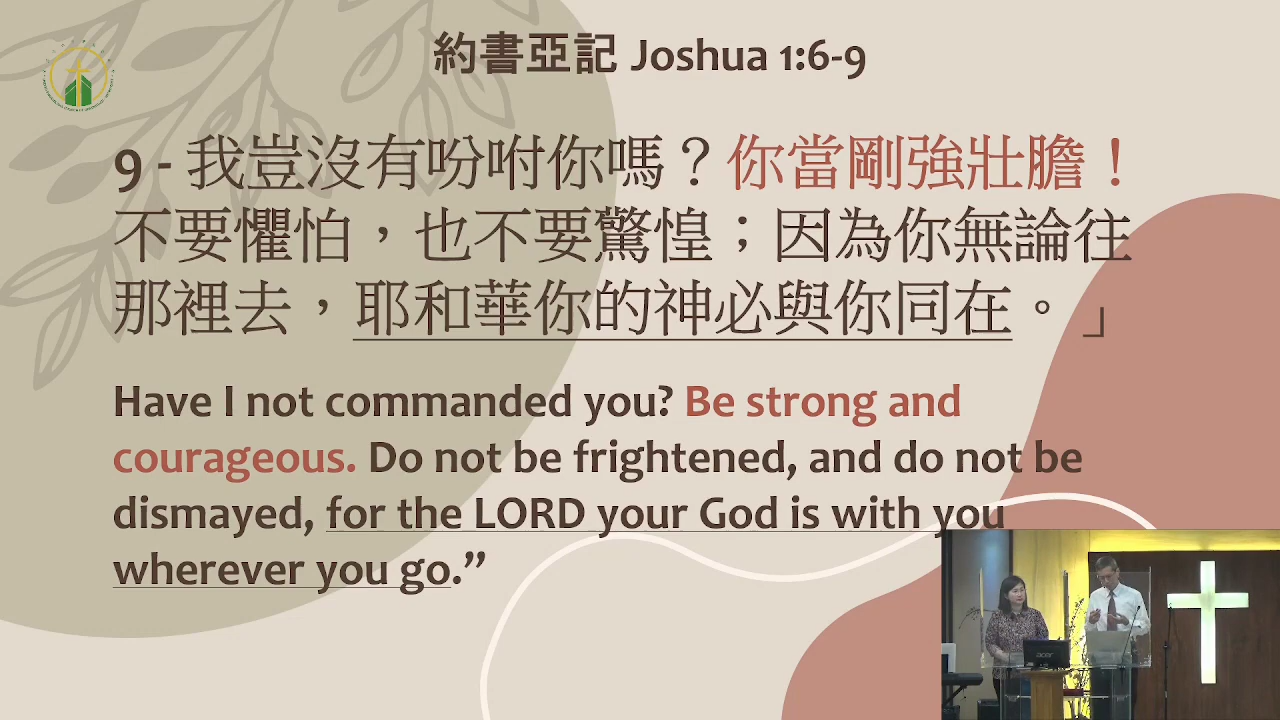 約書亞記 Joshua 1:6-9
9 - 我豈沒有吩咐你嗎？你當剛強壯膽！
不要懼怕，也不要驚惶；因為你無論往
那裡去，耶和華你的神必與你同在。」
Have I not commanded you? Be strong and
courageous. Do not be frightened, and do not be
dismayed, for the LORD your God is with you
wherever you go.”
acer